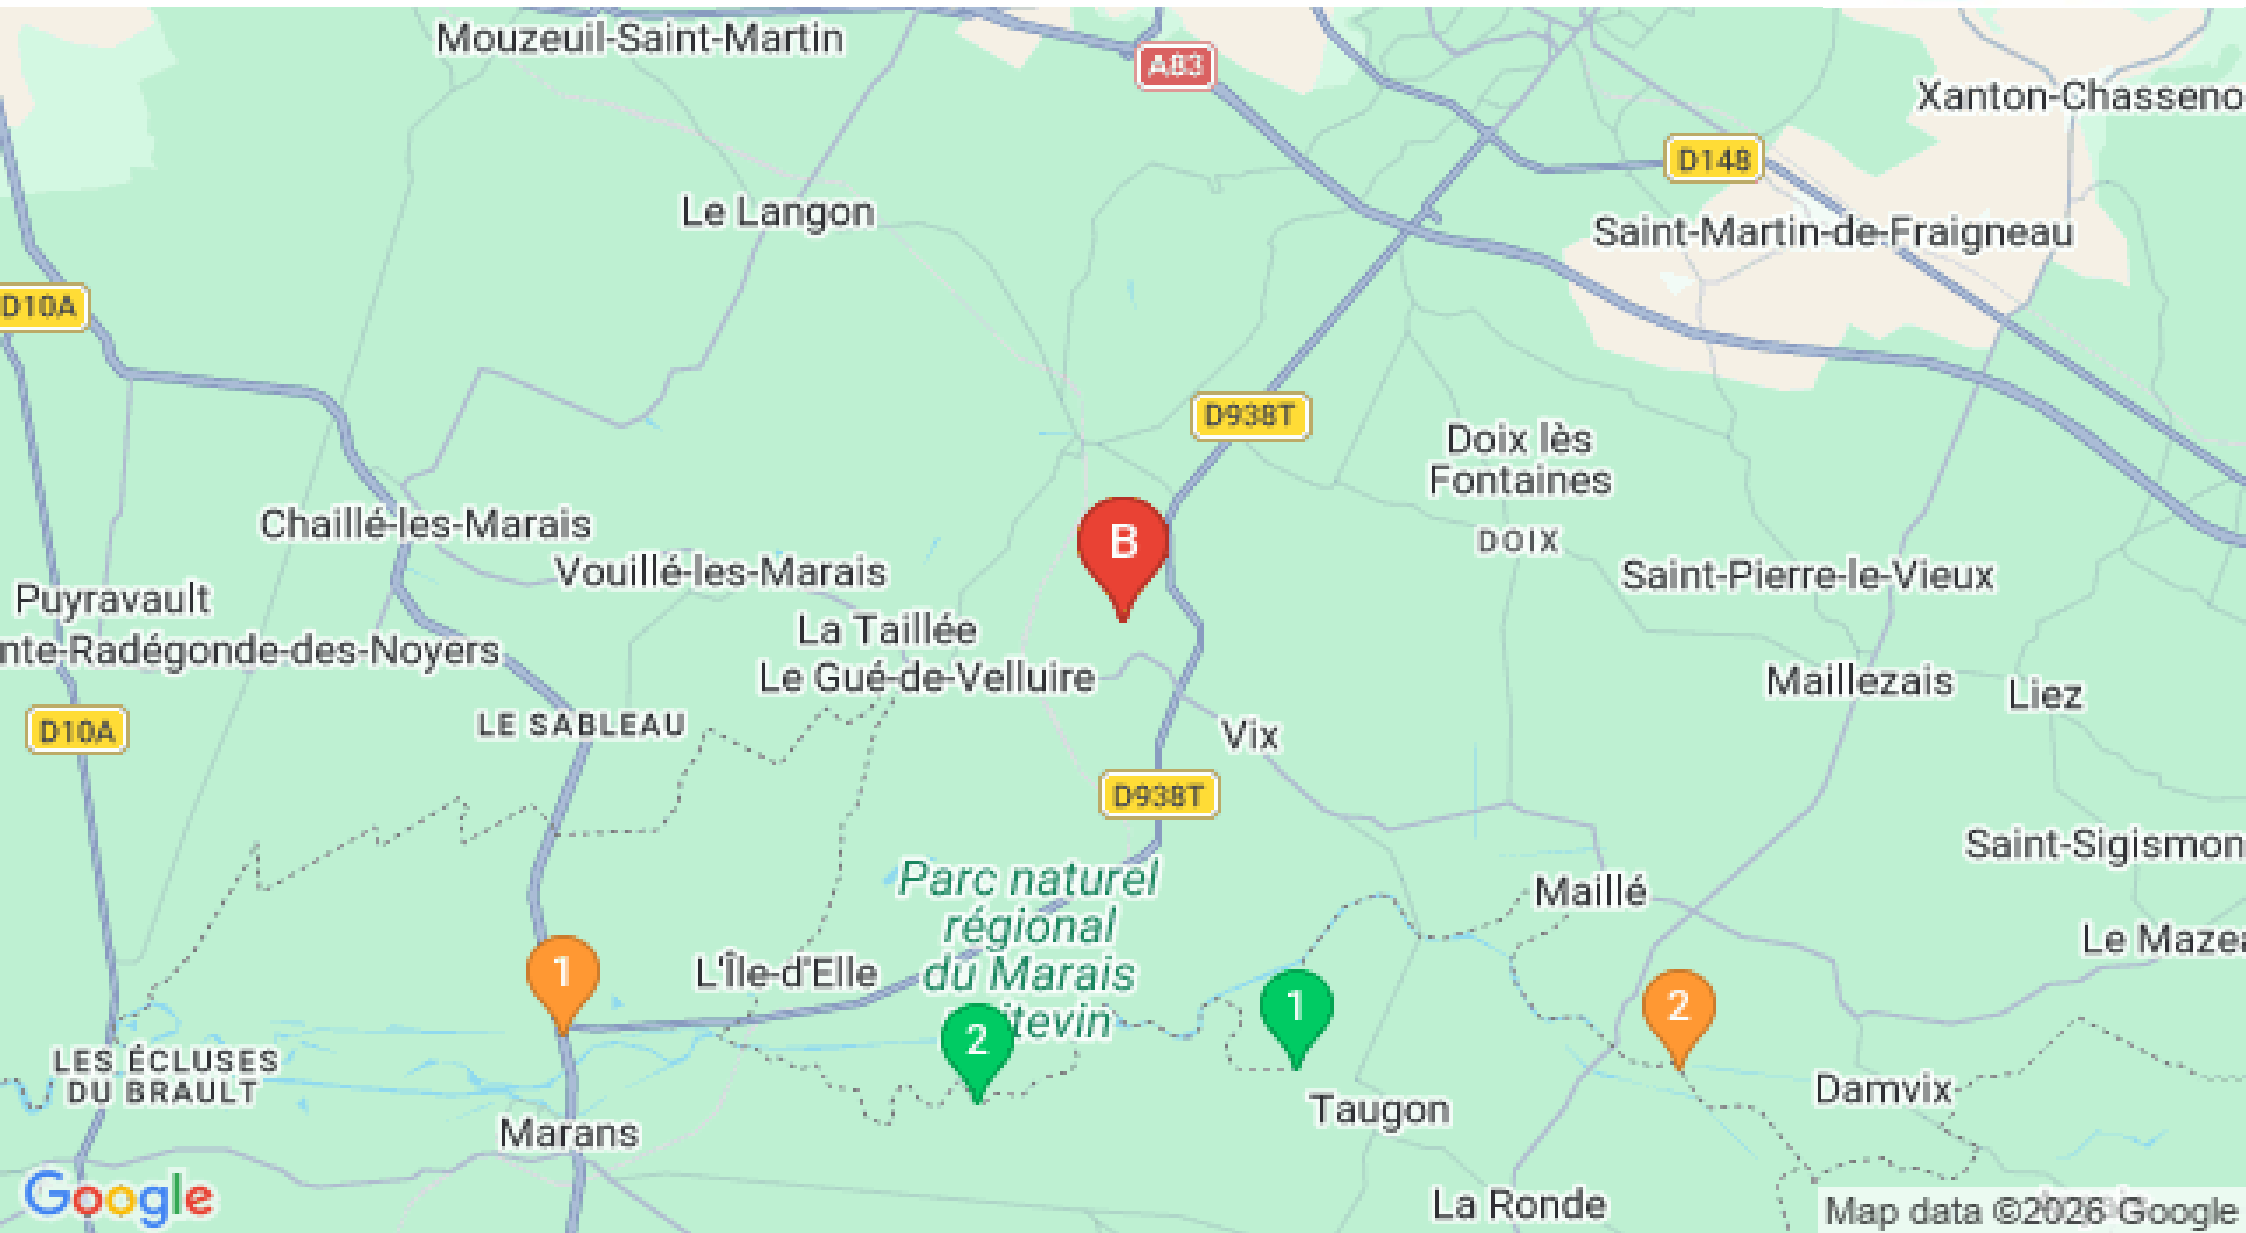 Mouzeuil-Saint-Martin
A83
Xanton-Chasseno
D148
Le Langon
Saint-Martin-de-Fraigneau
D10A
D938T
Doix lès
Fontaines
DOIX
Chaillé-les-Marais
B
Vouillé-les-Marais
Saint-Pierre-le-Vieux
Puyravault
La Taillée
nte-Radégonde-des-Noyers
Le Gué-de-Velluire
Maillezais
Liez
LE SABLEAU
D10A
Vix
D938T
Saint-Sigismon
Parc naturel
régional
du Marais
itevin
Maillé
Le Mazea
L'Île-d'Elle
1
1
2
2
LES ÉCLUSES
DU BRAULT
Damvix
Taugon
Marans
La Ronde
Google
Map data ©2026 Google